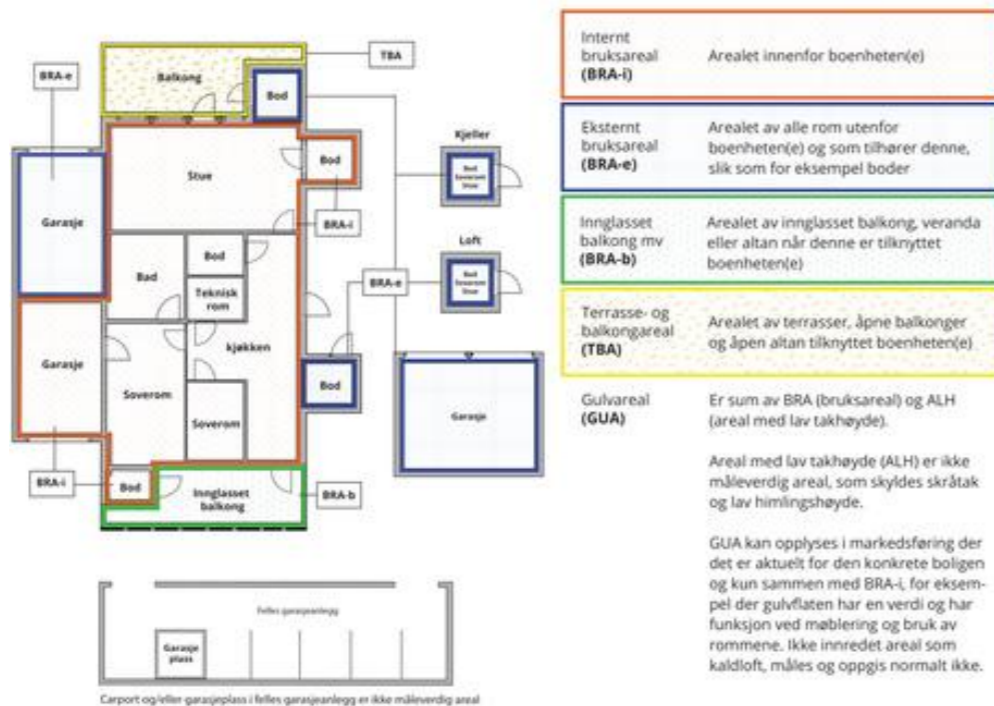 TBA
BRA-e
Balkong
Bod
Kjeller
Bod
Soverom
Stue
Stue
Bod
Garasje
BRA-i
Loft
Bod
Soverom
Stue
Bod
Bad
Teknisk
rom
BRA-e
kjøkken
Garasje
Soverom
Bod
Soverom
Garasje
BRA-i
Bod
Innglasset
balkong
BRA-b
Felles garasjeanlegg
Garasje
plass
Carport og/eller garasjeplass i felles garasjeanlegg er ikke måleverdig areal
Internt
bruksareal
(BRA-i)
Arealet innenfor boenheten(e)
Eksternt
bruksareal
(BRA-e)
Arealet av alle rom utenfor
boenheten(e) og som tilhører denne,
slik som for eksempel boder
Innglasset
balkong mv
(BRA-b)
Arealet av innglasset balkong, veranda
eller altan når denne er tilknyttet
boenheten(e)
Terrasse- og
balkongareal
(TBA)
Arealet av terrasser, åpne balkonger
og åpen altan tilknyttet boenheten(e)
Gulvareal
(GUA)
Er sum av BRA (bruksareal) og ALH
(areal med lav takhøyde).
Areal med lav takhøyde (ALH) er ikke
måleverdig areal, som skyldes skråtak
og lav himlingshøyde.
GUA kan opplyses i markedsføring der
det er aktuelt for den konkrete boligen
og kun sammen med BRA-i, for eksem-
pel der gulvflaten har en verdi og har
funksjon ved møblering og bruk av
rommene. Ikke innredet areal som
kaldloft, måles og oppgis normalt ikke.